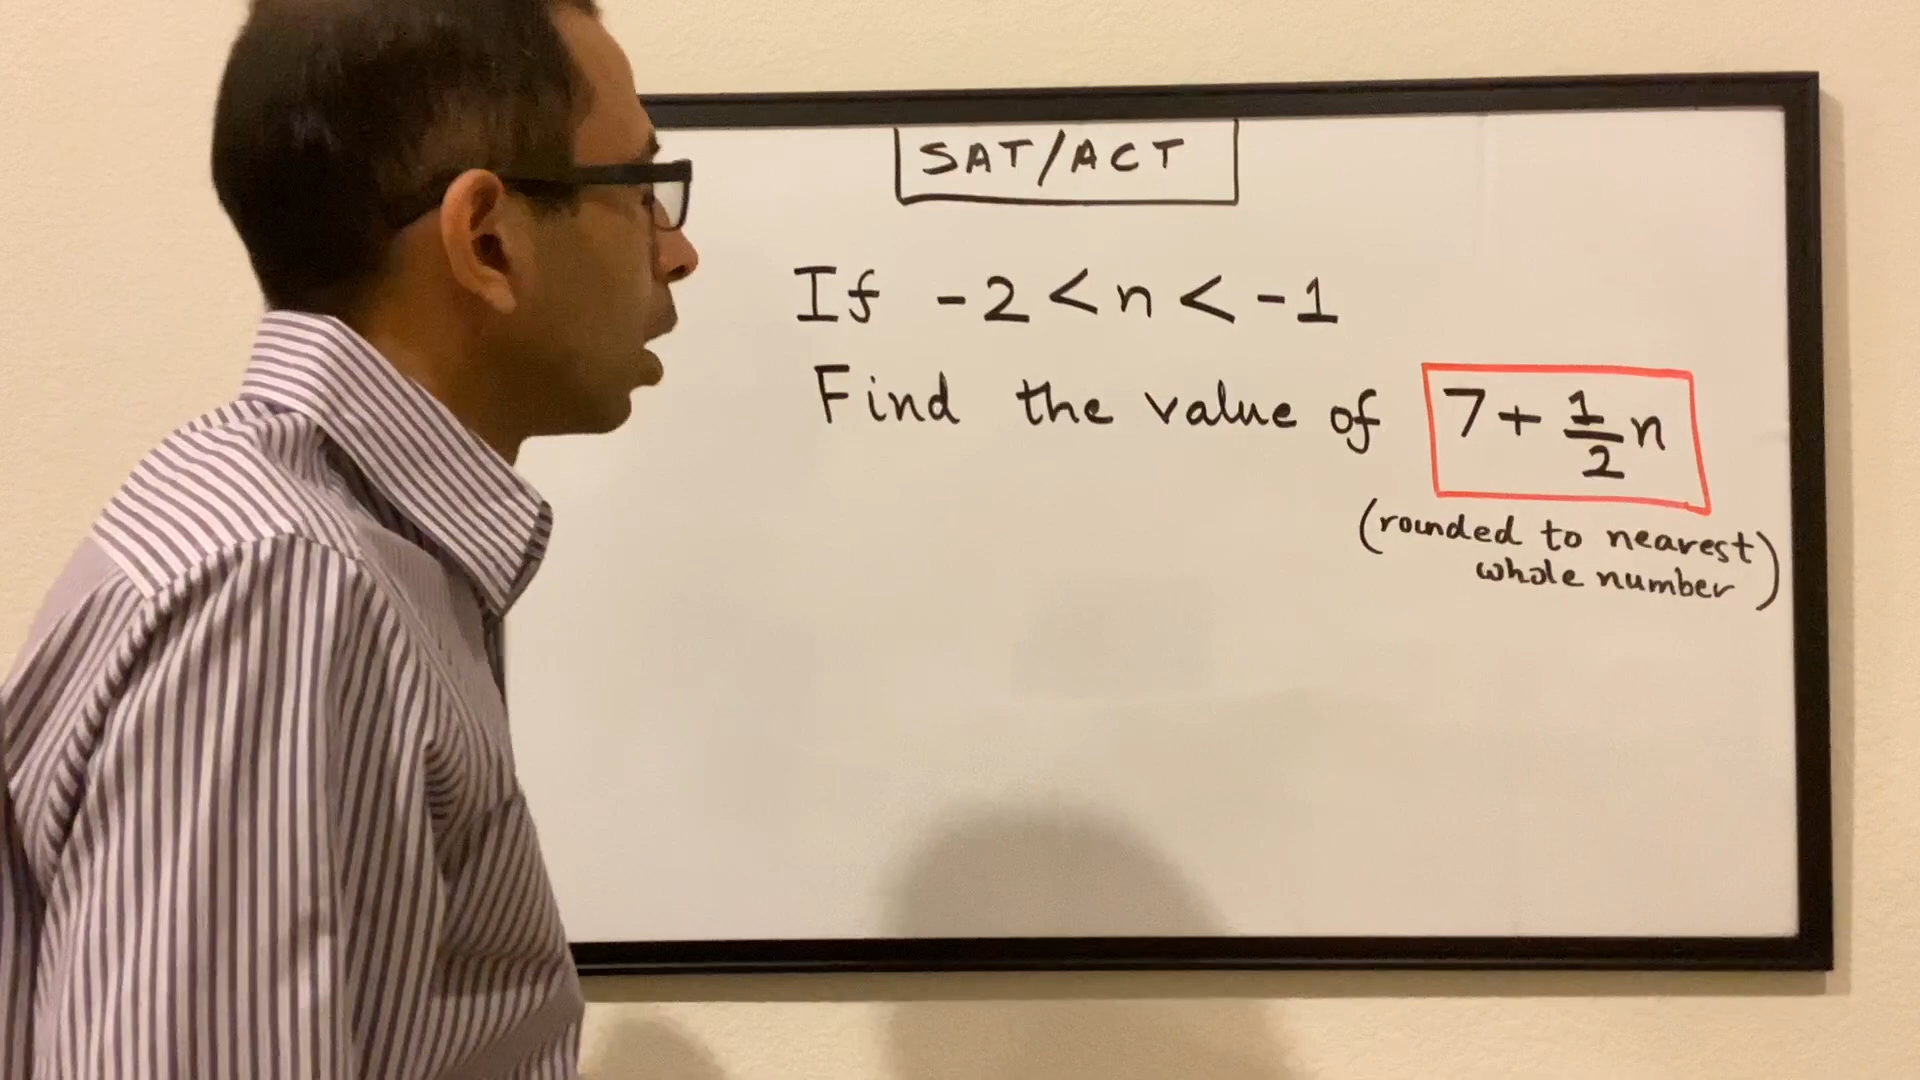 SAT/ACT
If -2 < n < -1
Find the value of 7 + 1/2 n
(rounded to nearest
whole number)